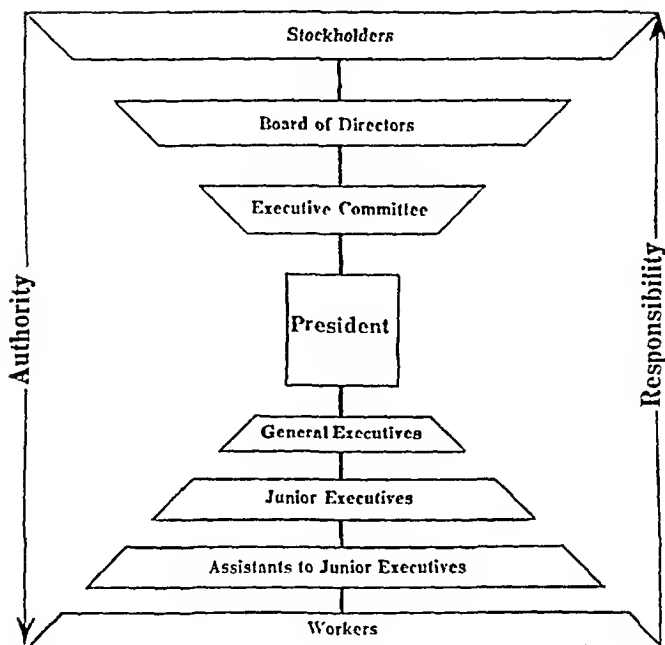 Stockholders
Board of Directors
Executive Committee
President
General Executives
Junior Executives
Assistants to Junior Executives
Workers
Authority
Responsibility